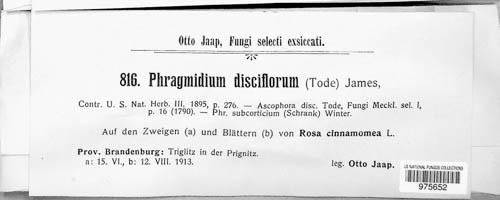 Otto Jaap, Fungi selecti exsiccati.
816. Phragmidium disciflorum (Tode) James,
Contr. U. S. Nat. Herb. III, 1895, p. 276. — Ascophora disc. Tode, Fungi Meckl. sel. I,
p. 16 (1790). — Phr. subcorticium (Schrank) Winter.
Auf den Zweigen (a) und Blättern (b) von Rosa cinnamomea L.
Prov. Brandenburg: Triglitz in der Prignitz.
a: 15. VI., b: 12. VIII. 1913.
leg. Otto Jaap.
US NATIONAL FUNGUS COLLECTIONS
975652